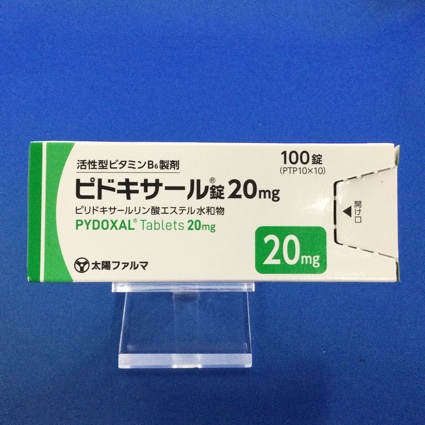 活性型ビタミンB6製剤
100錠
(PTP10×10)
ピドキサール®錠20mg
ピリドキサールリン酸エステル水和物
PYDOXAL® Tablets 20mg
開け口
20mg
太陽ファルマ